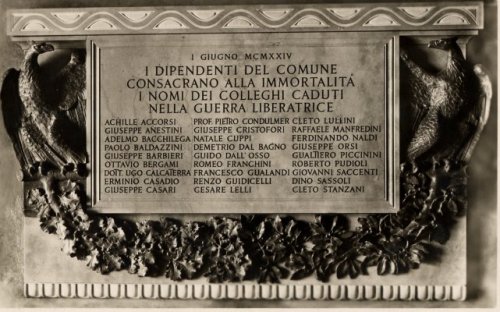 I GIUGNO MCMXXIV
I DIPENDENTI DEL COMUNE
CONSACRANO ALLA IMMORTALITÁ
I NOMI DEI COLLEGHI CADUTI
NELLA GUERRA LIBERATRICE
ACHILLE ACCORSI
GIUSEPPE ANESTINI
ADELMO BACCHILEGA
PAOLO BALDAZZINI
GIUSEPPE BARBIERI
OTTAVIO BERGAMI
DOTT. UGO CALCATERRA
ERMINIO CASADIO
GIUSEPPE CASARI
PROF. PIETRO CONDULMER
GIUSEPPE CRISTOFORI
NATALE CUPPI
DEMETRIO DAL BAGNO
GUIDO DALL'OSSO
ROMEO FRANCHINI
FRANCESCO GUALANDI
RENZO GUIDICELLI
CESARE LELLI
CLETO LULLINI
RAFFAELE MANFREDINI
FERDINANDO NALDI
GIUSEPPE ORSI
GUALTIERO PICCININI
ROBERTO PUDIOLI
GIOVANNI SACCENTI
DINO SASSOLI
CLETO STANZANI